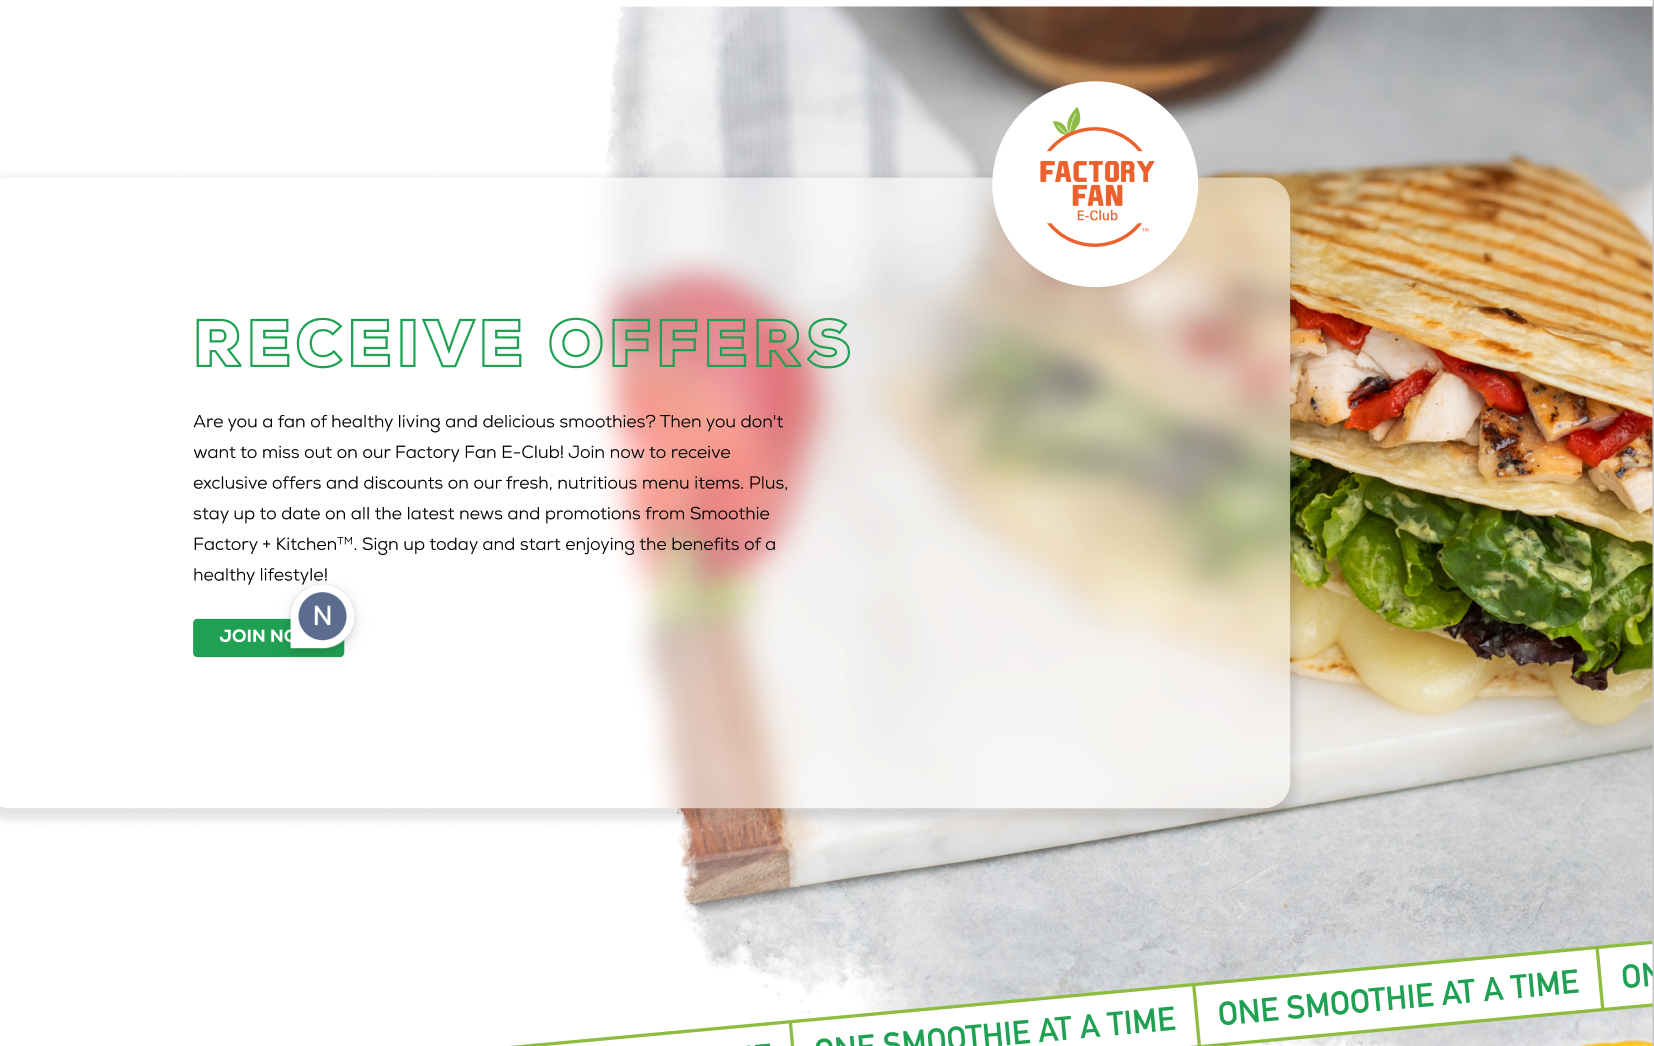 FACTORY
FAN
E-Club
TM
RECEIVE OFFERS
Are you a fan of healthy living and delicious smoothies? Then you don't
want to miss out on our Factory Fan E-Club! Join now to receive
exclusive offers and discounts on our fresh, nutritious menu items. Plus,
stay up to date on all the latest news and promotions from Smoothie
Factory + Kitchen™. Sign up today and start enjoying the benefits of a
healthy lifestyle!
N
JOIN
ONE SMOOTHIE AT A TIME
ONE SMOOTHIE AT A TIME